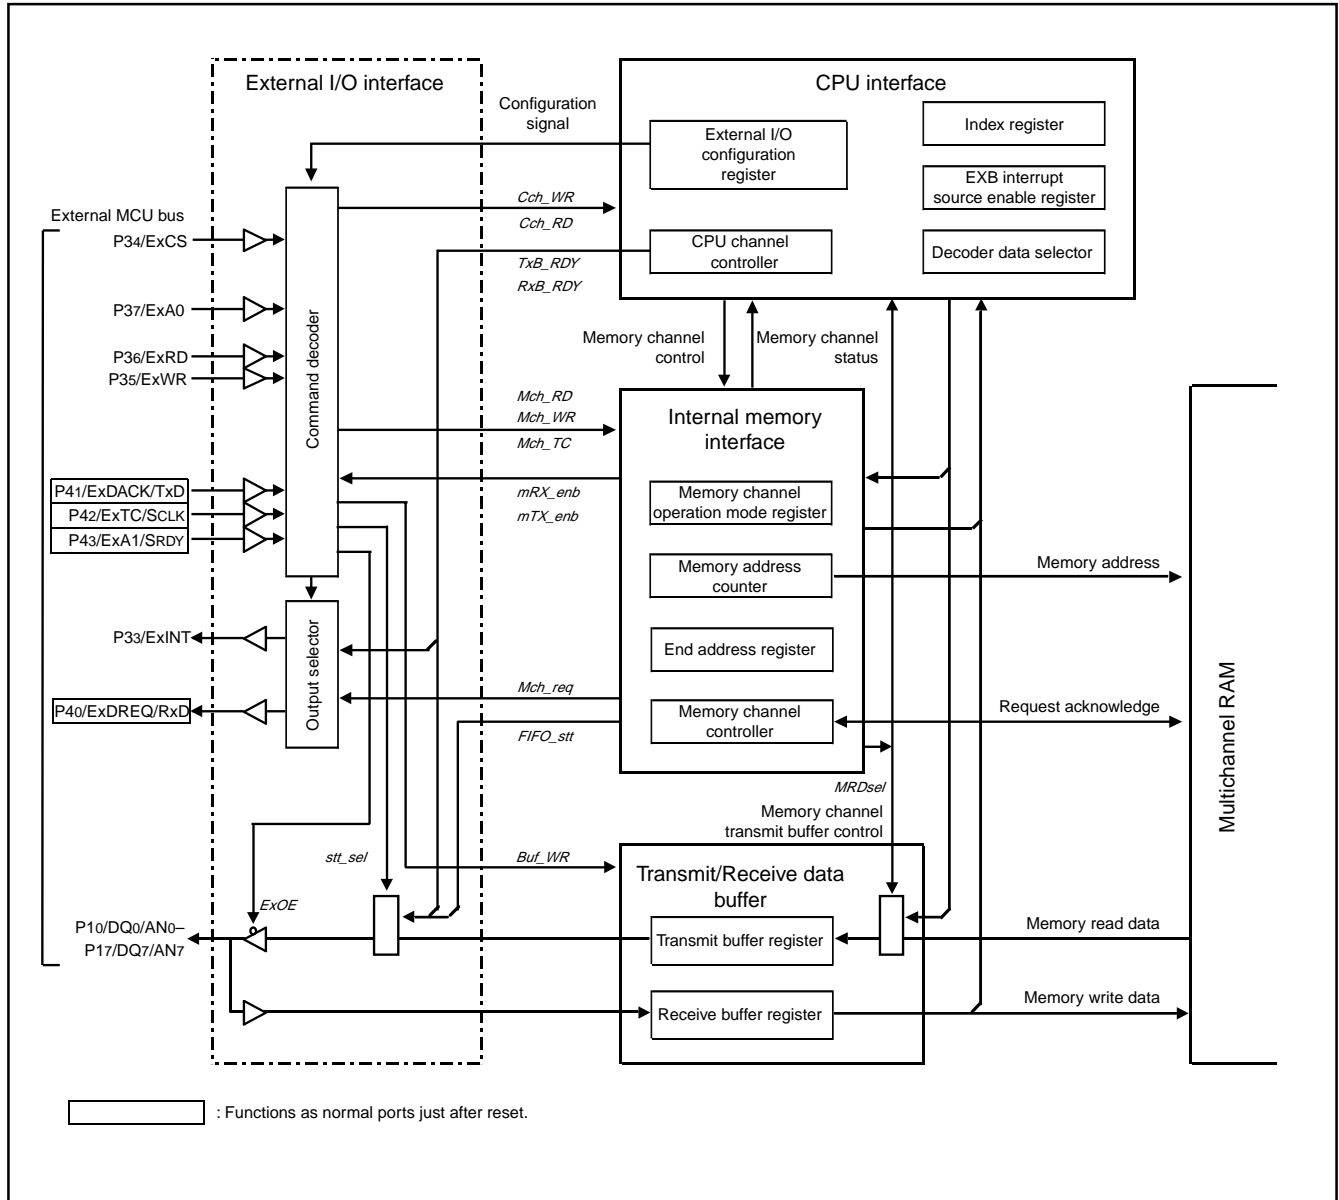 External I/O interface
CPU interface
Configuration
signal
External I/O
configuration
register
Index register
EXB interrupt
source enable register
CPU channel
controller
Decoder data selector
External MCU bus
P34/ExCS
P37/ExA0
P36/ExRD
P35/ExWR
P41/ExDACK/TxD
P42/ExTC/SCLK
P43/ExA1/SRDY
P33/ExINT
P40/ExDREQ/RxD
P10/DQ0/AN0–
P17/DQ7/AN7
Command decoder
Output selector
Cch_WR
Cch_RD
TxB_RDY
RxB_RDY
Memory channel
control
Memory channel
status
Mch_RD
Mch_WR
Mch_TC
mRX_enb
mTX_enb
Internal memory
interface
Memory channel
operation mode register
Memory address
counter
End address register
Memory channel
controller
Mch_req
FIFO_stt
Memory address
Request acknowledge
Multichannel RAM
MRDsel
Memory channel
transmit buffer control
stt_sel
Buf_WR
ExOE
Transmit/Receive data
buffer
Transmit buffer register
Receive buffer register
Memory read data
Memory write data
: Functions as normal ports just after reset.